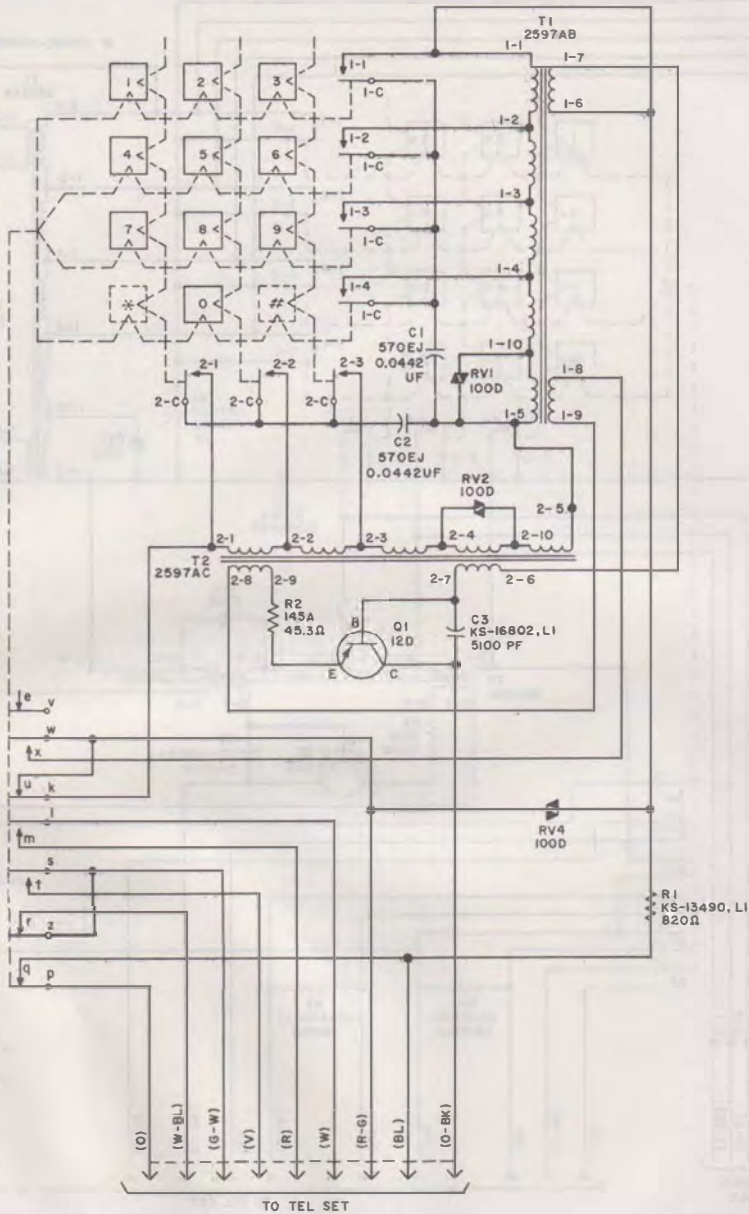 T1
2597AB
1-1
1-7
1 < 2 < 3 <
1-1
1-C
1-6
1-2
4 < 5 < 6 <
1-2
1-C
1-3
7 < 8 < 9 <
1-3
1-C
1-4
* 0 #
1-4
1-C
C1
570EJ
0.0442
UF
1-10
RV1
100D
1-8
2-1 2-2 2-3
2-C 2-C 2-C
1-5 1-9
C2
570EJ
0.0442UF
RV2
100D
2-5
2-1 2-2 2-3 2-4 2-10
T2
2597AC
2-8 2-9 2-7 2-6
R2
145A
45.3Ω
B
Q1
12D
C3
KS-16802, L1
5100 PF
E C
e
v
w
x
u k
l
m
RV4
100D
s
t
r z
R1
KS-13490, L1
820Ω
q p
(O) (W-BL) (G-W) (V) (R) (W) (R-G) (BL) (O-BK)
TO TEL SET